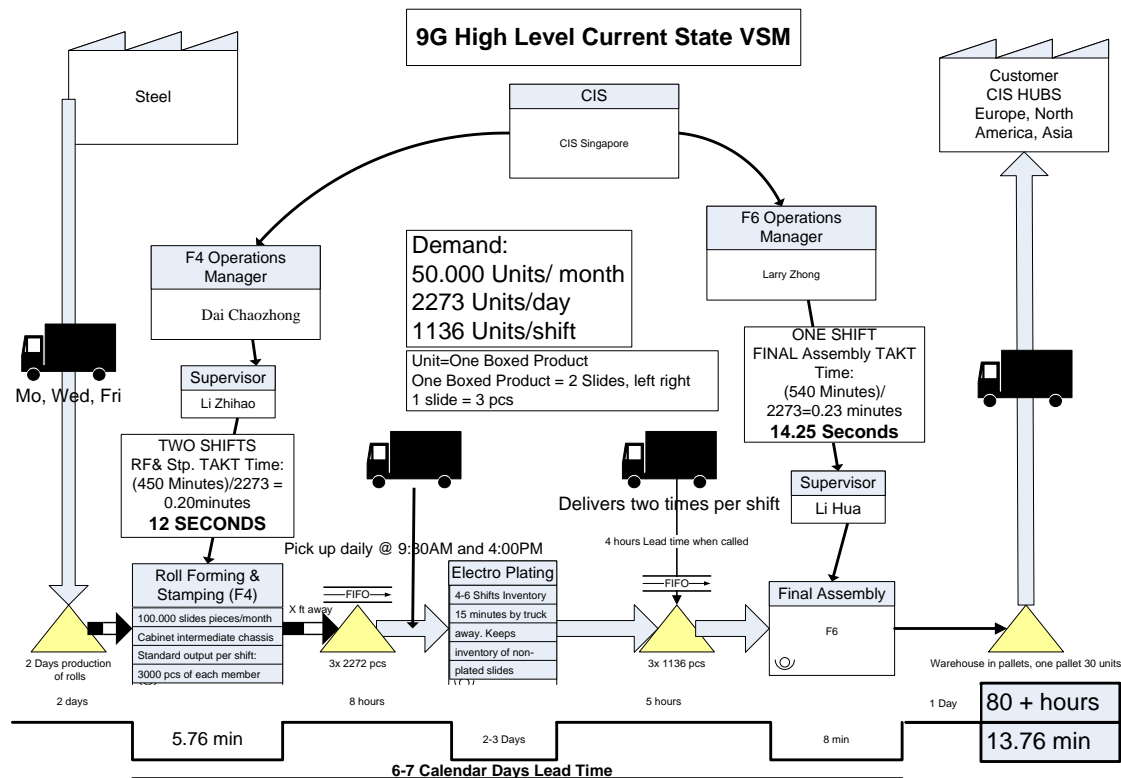 9G High Level Current State VSM
Steel
CIS
CIS Singapore
Customer
CIS HUBS
Europe, North
America, Asia
F4 Operations
Manager
Dai Chaozhong
Demand:
50.000 Units/ month
2273 Units/day
1136 Units/shift
F6 Operations
Manager
Larry Zhong
Unit=One Boxed Product
One Boxed Product = 2 Slides, left right
1 slide = 3 pcs
Mo, Wed, Fri
Supervisor
Li Zhihao
ONE SHIFT
FINAL Assembly TAKT
Time:
(540 Minutes)/
2273=0.23 minutes
14.25 Seconds
TWO SHIFTS
RF& Stp. TAKT Time:
(450 Minutes)/2273 =
0.20minutes
12 SECONDS
Supervisor
Li Hua
Delivers two times per shift
4 hours Lead time when called
Pick up daily @ 9:30AM and 4:00PM
Roll Forming &
Stamping (F4)
100.000 slides pieces/month
Cabinet intermediate chassis
Standard output per shift:
3000 pcs of each member
X ft away
FIFO
3x 2272 pcs
Electro Plating
4-6 Shifts Inventory
15 minutes by truck
away. Keeps
inventory of non-
plated slides
FIFO
3x 1136 pcs
Final Assembly
F6
2 Days production
of rolls
Warehouse in pallets, one pallet 30 units
2 days
8 hours
5 hours
1 Day
80 + hours
5.76 min
2-3 Days
8 min
13.76 min
6-7 Calendar Days Lead Time